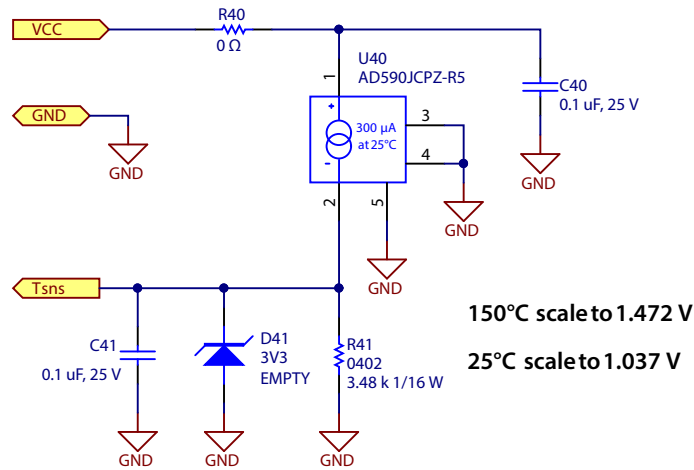 R40
VCC
0 Ω
U40
AD590JCPZ-R5
1
C40
0.1 uF, 25 V
GND
+
3
300 µA
at 25°C
4
-
GND
2
5
GND
GND
Tsns
150°C scale to 1.472 V
C41
0.1 uF, 25 V
D41
3V3
EMPTY
R41
0402
3.48 k 1/16 W
25°C scale to 1.037 V
GND
GND
GND